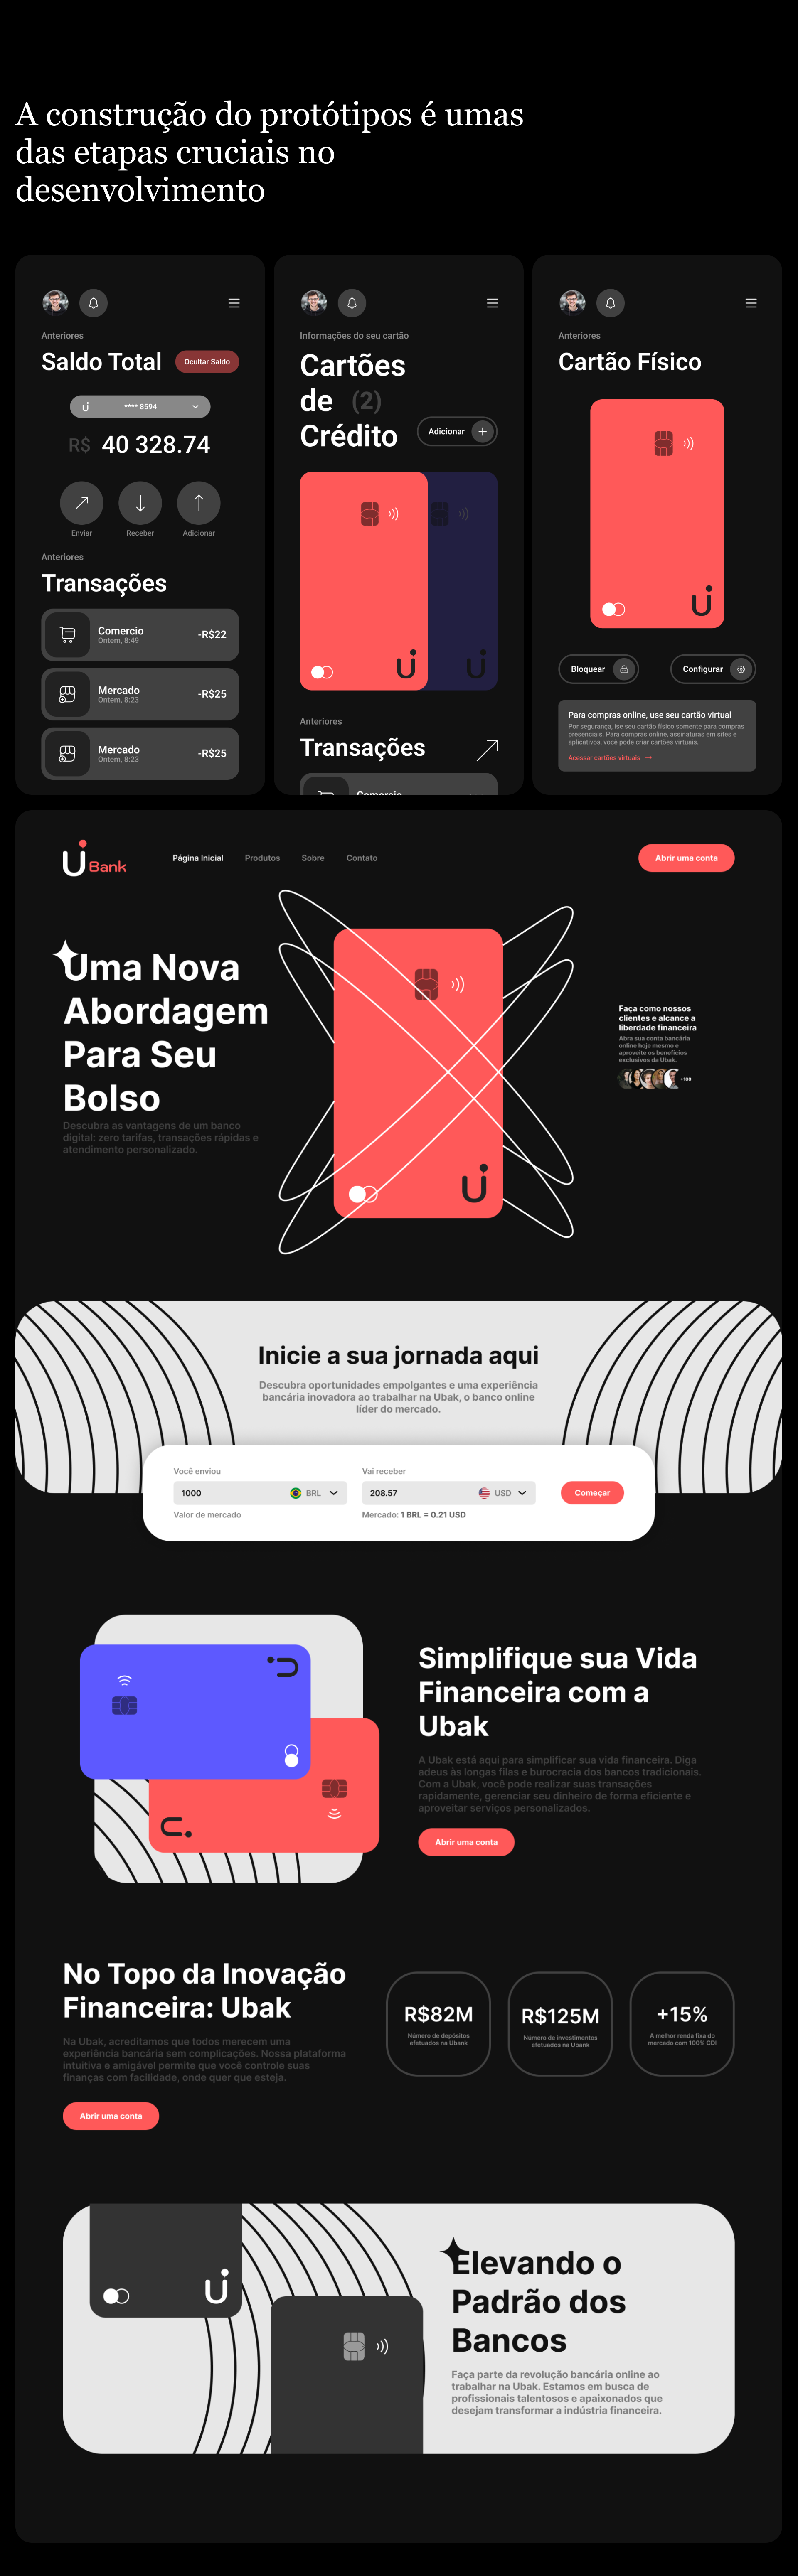 A construção do protótipos é umas
das etapas cruciais no
desenvolvimento
Anteriores
Saldo Total
Ocultar Saldo
**** 8594
R$ 40 328.74
Enviar
Receber
Adicionar
Anteriores
Transações
Comercio
Ontem, 8:49
-R$22
Mercado
Ontem, 8:23
-R$25
Mercado
Ontem, 8:23
-R$25
Informações do seu cartão
Cartões
de (2)
Crédito
Adicionar
Anteriores
Transações
Comercio
Anteriores
Cartão Físico
Bloquear
Configurar
Para compras online, use seu cartão virtual
Por segurança, ise seu cartão físico somente para compras
presenciais. Para compras online, assinaturas em sites e
aplicativos, você pode criar cartões virtuais.
Acessar cartões virtuais
Bank
Página Inicial
Produtos
Sobre
Contato
Abrir uma conta
Uma Nova
Abordagem
Para Seu
Bolso
Descubra as vantagens de um banco
digital: zero tarifas, transações rápidas e
atendimento personalizado.
Faça como nossos
clientes e alcance a
liberdade financeira
Abra sua conta bancária
online hoje mesmo e
aproveite os benefícios
exclusivos da Ubak.
+100
Inicie a sua jornada aqui
Descubra oportunidades empolgantes e uma experiência
bancária inovadora ao trabalhar na Ubak, o banco online
líder do mercado.
Você enviou
1000
BRL
Valor de mercado
Vai receber
208.57
USD
Mercado: 1 BRL = 0.21 USD
Começar
Simplifique sua Vida
Financeira com a
Ubak
A Ubak está aqui para simplificar sua vida financeira. Diga
adeus às longas filas e burocracia dos bancos tradicionais.
Com a Ubak, você pode realizar suas transações
rapidamente, gerenciar seu dinheiro de forma eficiente e
aproveitar serviços personalizados.
Abrir uma conta
No Topo da Inovação
Financeira: Ubak
Na Ubak, acreditamos que todos merecem uma
experiência bancária sem complicações. Nossa plataforma
intuitiva e amigável permite que você controle suas
finanças com facilidade, onde quer que esteja.
Abrir uma conta
R$82M
Número de depósitos
efetuados na Ubank
R$125M
Número de investimentos
efetuados na Ubank
+15%
A melhor renda fixa do
mercado com 100% CDI
Elevando o
Padrão dos
Bancos
Faça parte da revolução bancária online ao
trabalhar na Ubak. Estamos em busca de
profissionais talentosos e apaixonados que
desejam transformar a indústria financeira.